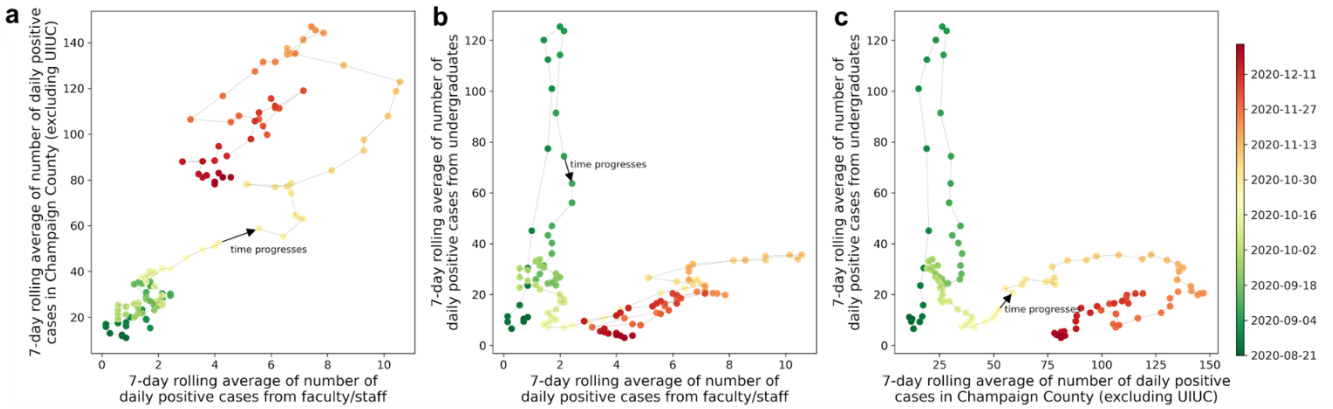 a
7-day rolling average of number of daily positive
cases in Champaign County (excluding UIUC)
140
120
100
80
60
40
20
time progresses
0
2
4
6
8
10
7-day rolling average of number of
daily positive cases from faculty/staff
b
7-day rolling average of number of
daily positive cases from undergraduates
120
100
80
60
40
20
0
time progresses
0
2
4
6
8
10
7-day rolling average of number of
daily positive cases from faculty/staff
c
7-day rolling average of number of
daily positive cases from undergraduates
120
100
80
60
40
20
0
time progresses
25
50
75
100
125
150
7-day rolling average of number of daily positive
cases in Champaign County (excluding UIUC)
2020-12-11
2020-11-27
2020-11-13
2020-10-30
2020-10-16
2020-10-02
2020-09-18
2020-09-04
2020-08-21